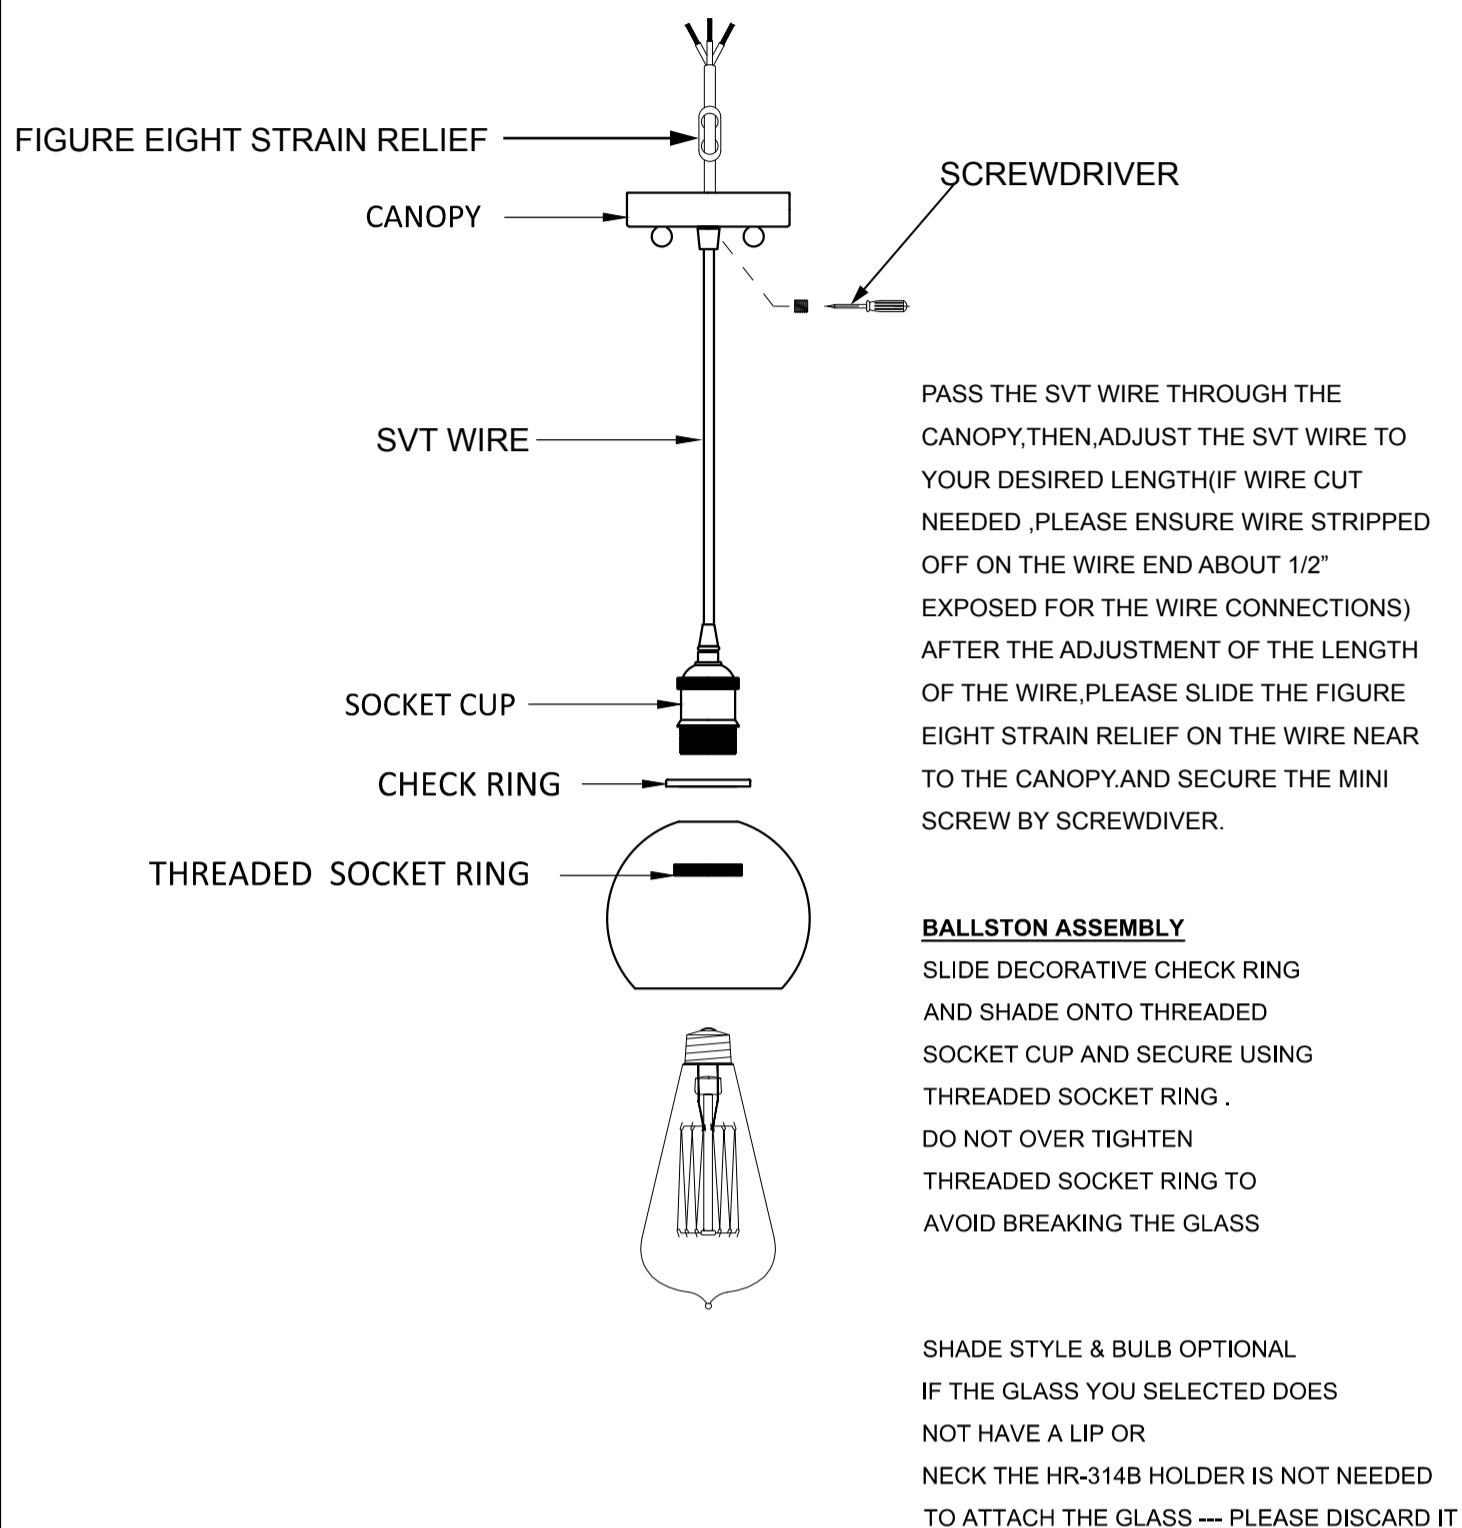 FIGURE EIGHT STRAIN RELIEF
SCREWDRIVER
CANOPY
SVT WIRE
SOCKET CUP
CHECK RING
THREADED SOCKET RING
PASS THE SVT WIRE THROUGH THE
CANOPY,THEN,ADJUST THE SVT WIRE TO
YOUR DESIRED LENGTH(IF WIRE CUT
NEEDED ,PLEASE ENSURE WIRE STRIPPED
OFF ON THE WIRE END ABOUT 1/2”
EXPOSED FOR THE WIRE CONNECTIONS)
AFTER THE ADJUSTMENT OF THE LENGTH
OF THE WIRE,PLEASE SLIDE THE FIGURE
EIGHT STRAIN RELIEF ON THE WIRE NEAR
TO THE CANOPY.AND SECURE THE MINI
SCREW BY SCREWDIVER.
BALLSTON ASSEMBLY
SLIDE DECORATIVE CHECK RING
AND SHADE ONTO THREADED
SOCKET CUP AND SECURE USING
THREADED SOCKET RING .
DO NOT OVER TIGHTEN
THREADED SOCKET RING TO
AVOID BREAKING THE GLASS
SHADE STYLE & BULB OPTIONAL
IF THE GLASS YOU SELECTED DOES
NOT HAVE A LIP OR
NECK THE HR-314B HOLDER IS NOT NEEDED
TO ATTACH THE GLASS --- PLEASE DISCARD IT